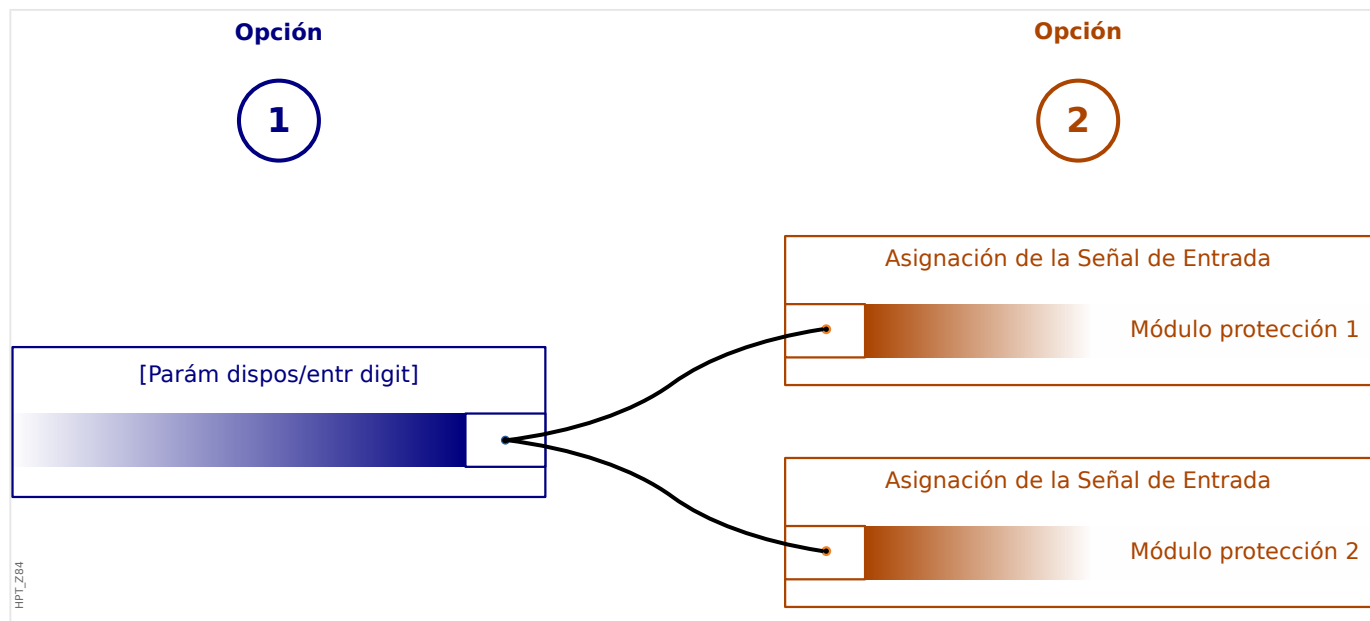 Opción
1
Opción
2
[Parám dispos/entr digit]
Asignación de la Señal de Entrada
Módulo protección 1
Asignación de la Señal de Entrada
Módulo protección 2
HPT_Z84